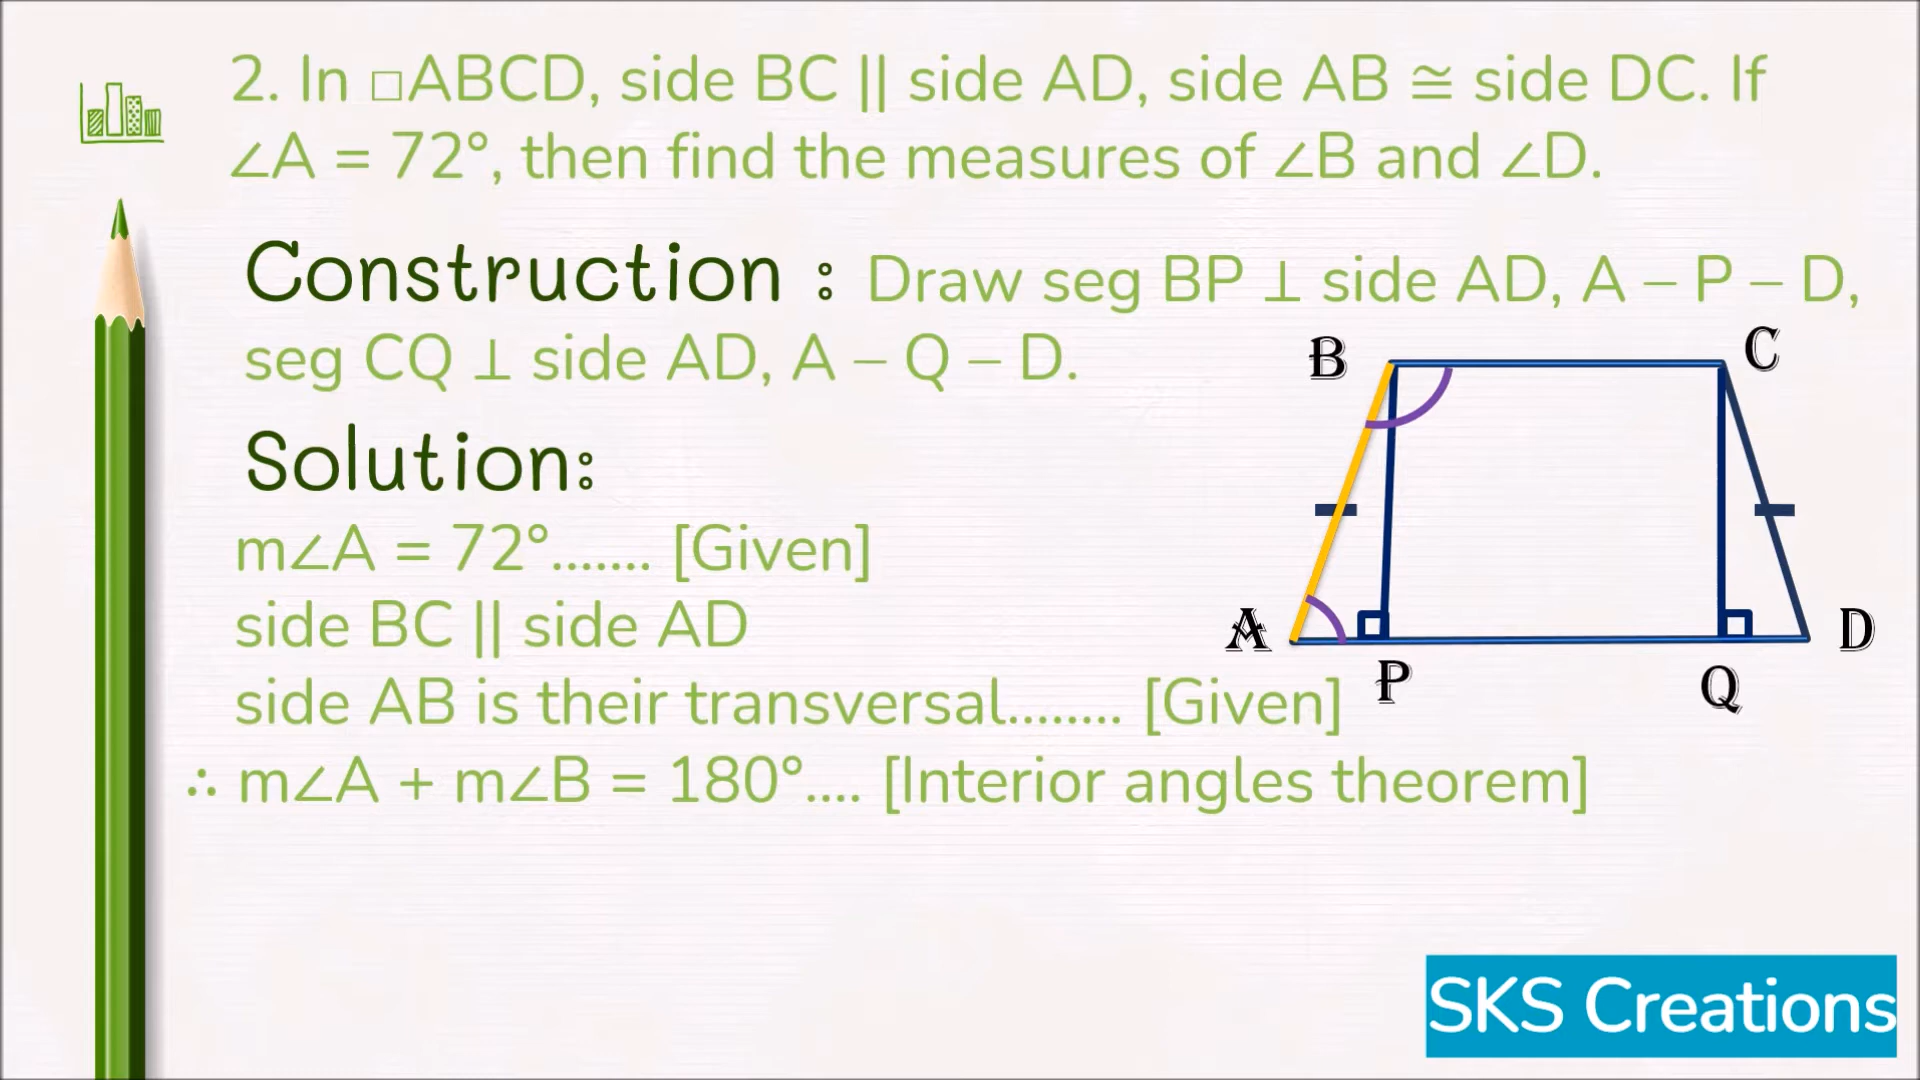 2. In □ABCD, side BC || side AD, side AB ≅ side DC. If
∠A = 72°, then find the measures of ∠B and ∠D.
Construction : Draw seg BP ⊥ side AD, A – P – D,
seg CQ ⊥ side AD, A – Q – D.
B
C
Solution:
m∠A = 72°....... [Given]
side BC || side AD
A
D
side AB is their transversal........ [Given]
P
Q
∴ m∠A + m∠B = 180°.... [Interior angles theorem]
SKS Creations